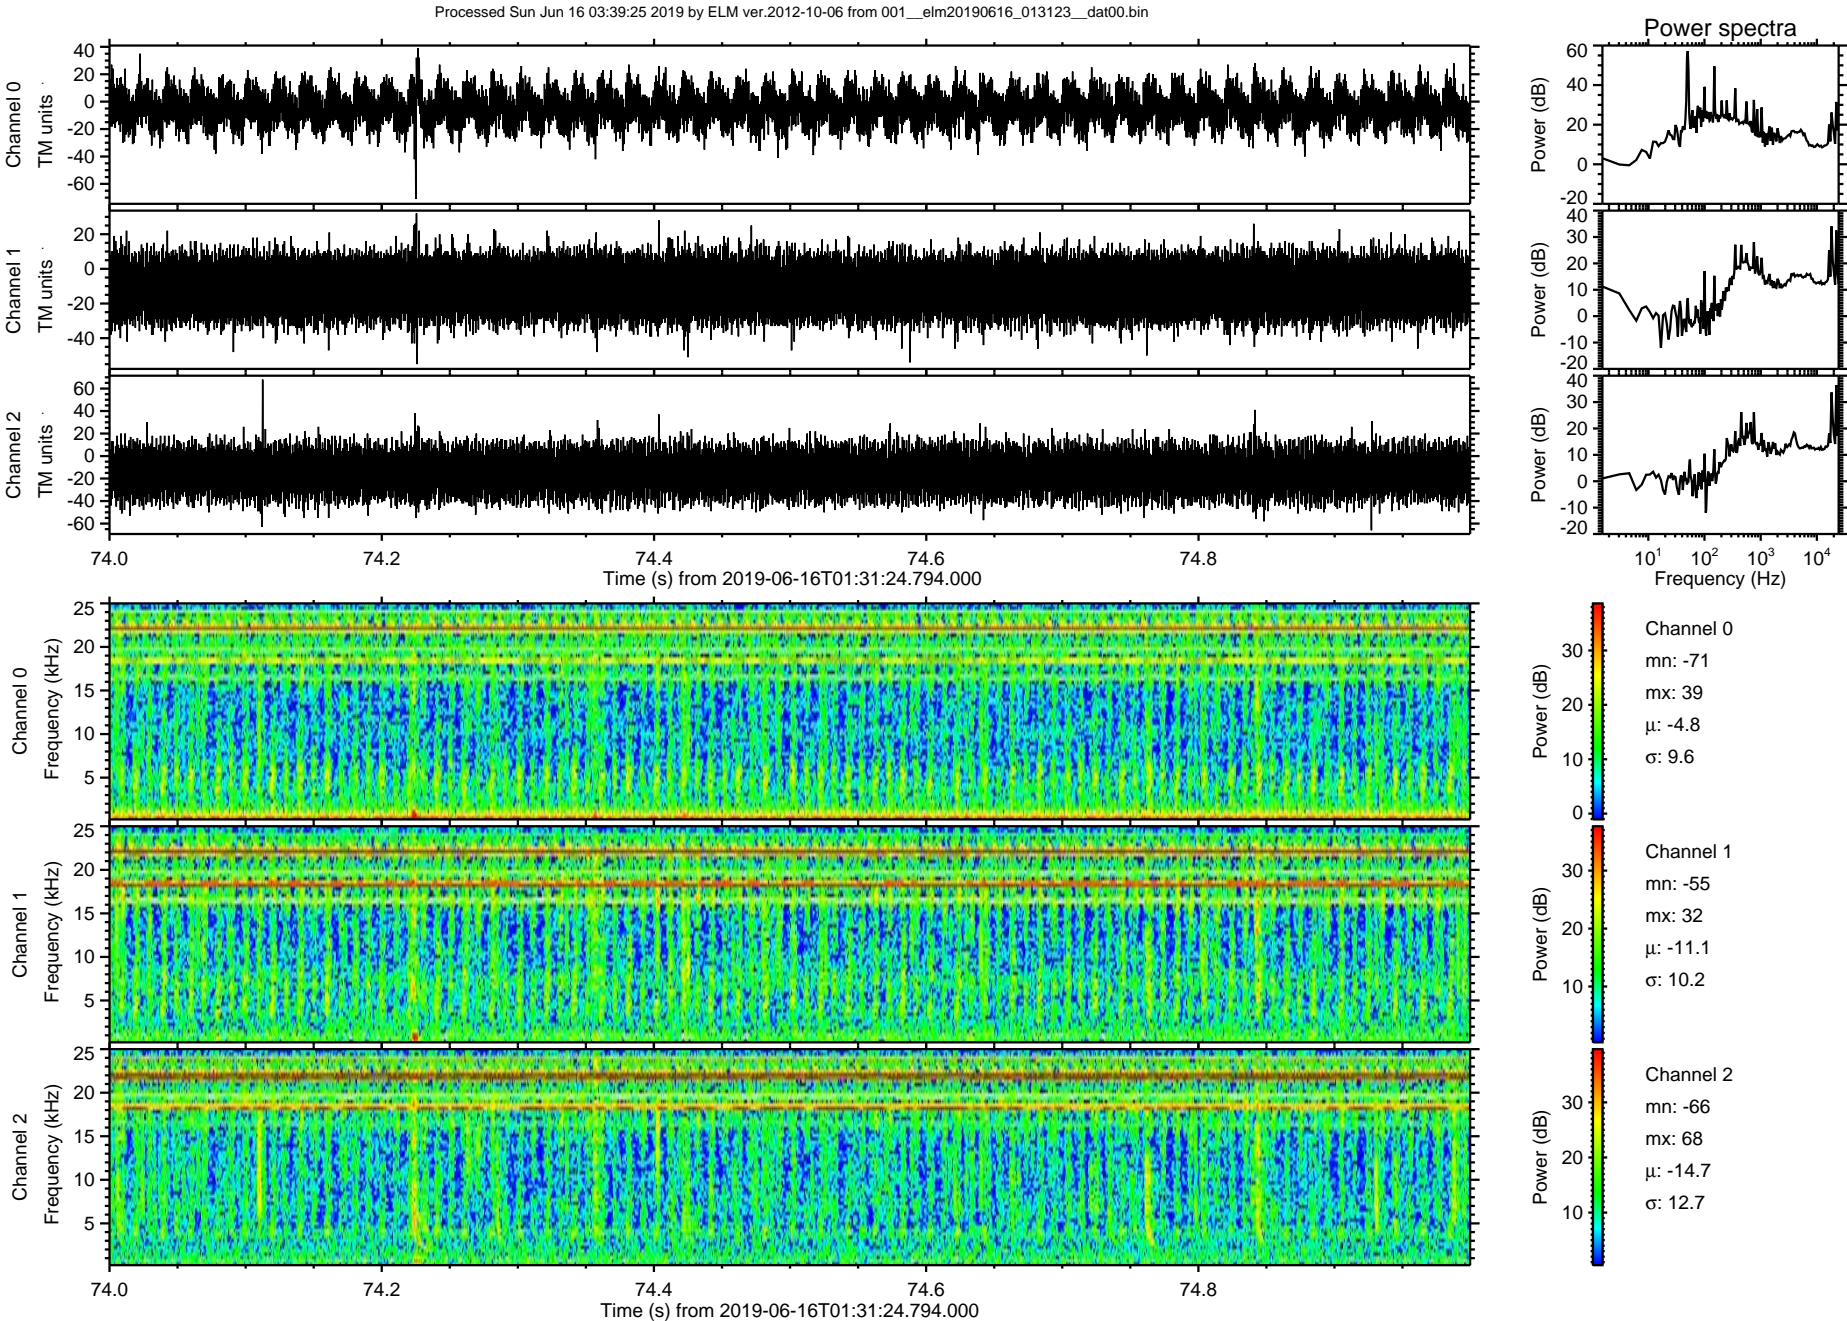 Processed Sun Jun 16 03:39:25 2019 by ELM ver.2012-10-06 from 001__elm20190616_013123__dat00.bin
Power spectra
Channel 0
TM units
40
20
0
-20
-40
-60
Power (dB)
60
40
20
0
-20
Channel 1
TM units
20
0
-20
-40
Power (dB)
40
30
20
10
0
-10
-20
Channel 2
TM units
60
40
20
0
-20
-40
-60
Power (dB)
40
30
20
10
0
-10
-20
74.0 74.2 74.4 74.6 74.8
Time (s) from 2019-06-16T01:31:24.794.000
10¹ 10² 10³ 10⁴
Frequency (Hz)
Channel 0
Frequency (kHz)
25
20
15
10
5
Power (dB)
30
20
10
0
Channel 0
mn: -71
mx: 39
μ: -4.8
σ: 9.6
Channel 1
Frequency (kHz)
25
20
15
10
5
Power (dB)
30
20
10
Channel 1
mn: -55
mx: 32
μ: -11.1
σ: 10.2
Channel 2
Frequency (kHz)
25
20
15
10
5
Power (dB)
30
20
10
Channel 2
mn: -66
mx: 68
μ: -14.7
σ: 12.7
74.0 74.2 74.4 74.6 74.8
Time (s) from 2019-06-16T01:31:24.794.000